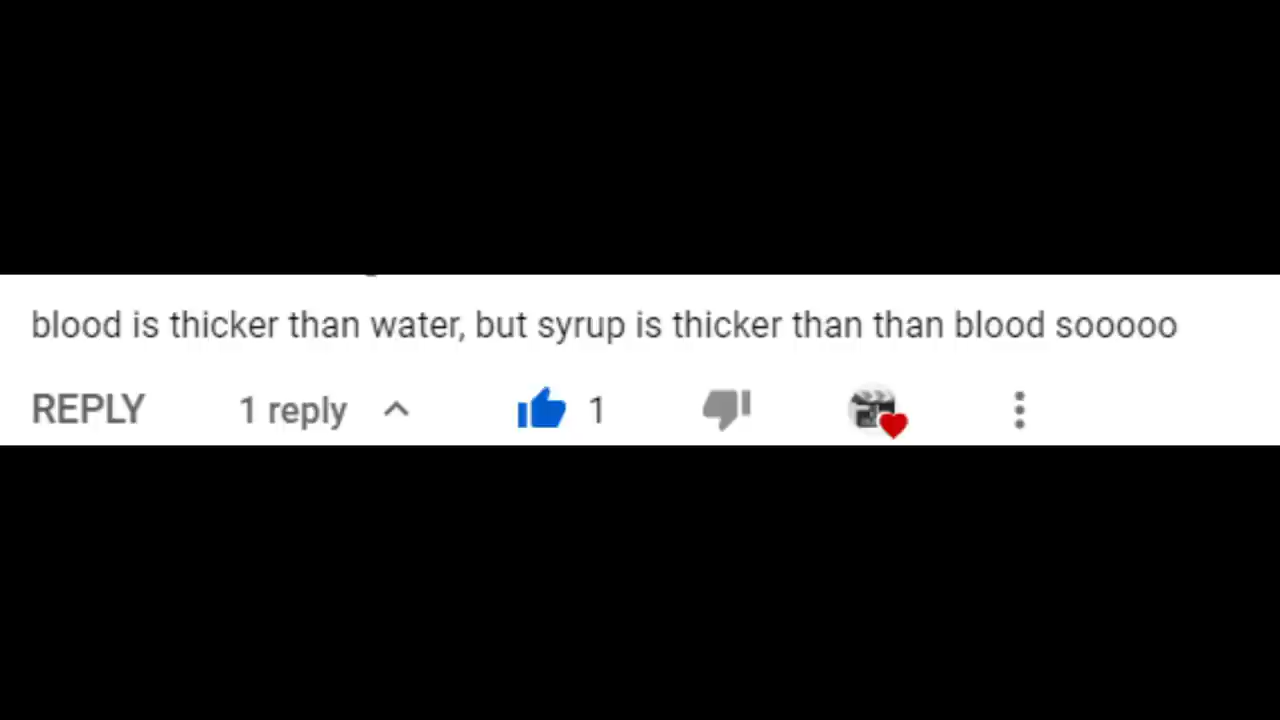 blood is thicker than water, but syrup is thicker than than blood sooooo
REPLY 1 reply 1